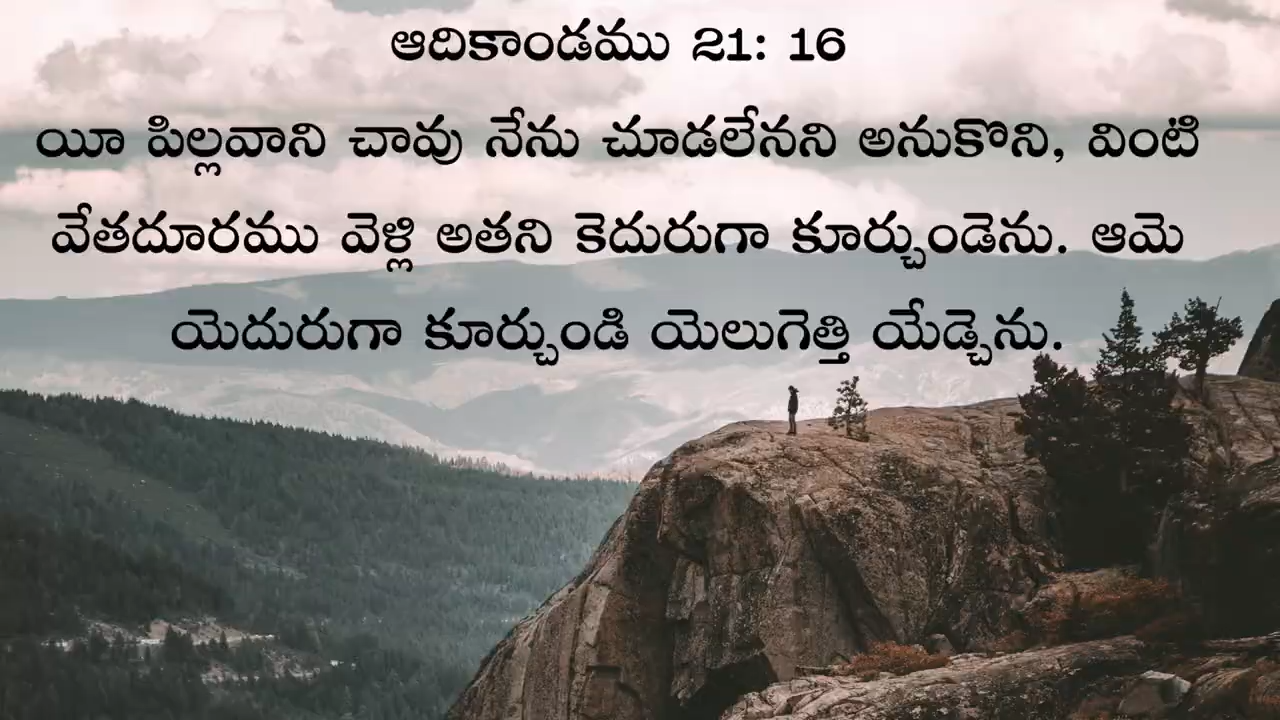 ఆదికాండము 21: 16
యీ పిల్లవాని చావు నేను చూడలేనని అనుకొని, వింటి
వేతదూరము వెళ్లి అతని కెదురుగా కూర్చుండెను. ఆమె
యెదురుగా కూర్చుండి యెలుగెత్తి యేడ్చెను.